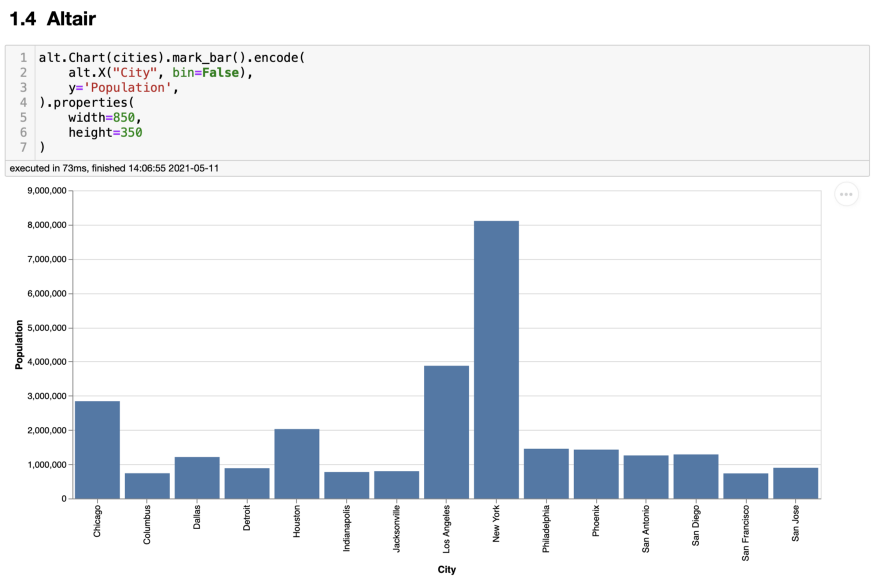 1.4 Altair
1 alt.Chart(cities).mark_bar().encode(
2     alt.X("City", bin=False),
3     y='Population',
4 ).properties(
5     width=850,
6     height=350
7 )
executed in 73ms, finished 14:06:55 2021-05-11
9,000,000
8,000,000
7,000,000
6,000,000
5,000,000
4,000,000
3,000,000
2,000,000
1,000,000
0
Population
Chicago
Columbus
Dallas
Detroit
Houston
Indianapolis
Jacksonville
Los Angeles
New York
Philadelphia
Phoenix
San Antonio
San Diego
San Francisco
San Jose
City